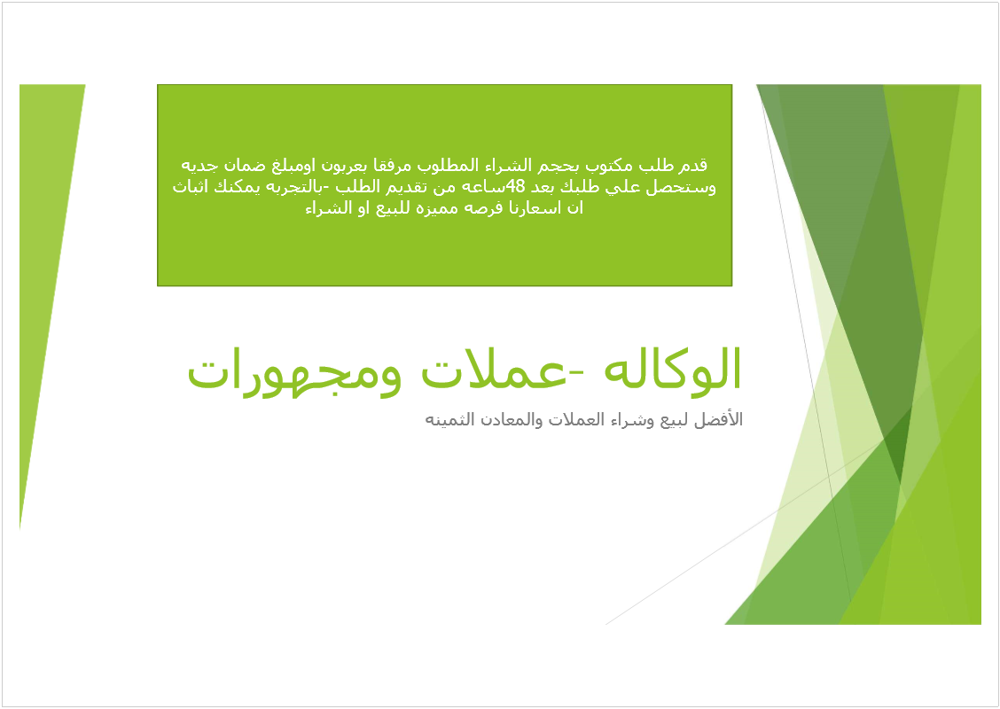 قدم طلب مكتوب بحجم الشراء المطلوب مرفقا بعربون اومبلغ ضمان جديه
وستحصل علي طلبك بعد 48ساعه من تقديم الطلب -بالتجربه يمكنك اثبات
ان اسعارنا فرصه مميزه للبيع او الشراء
الوكاله -عملات ومجهورات
الأفضل لبيع وشراء العملات والمعادن الثمينه